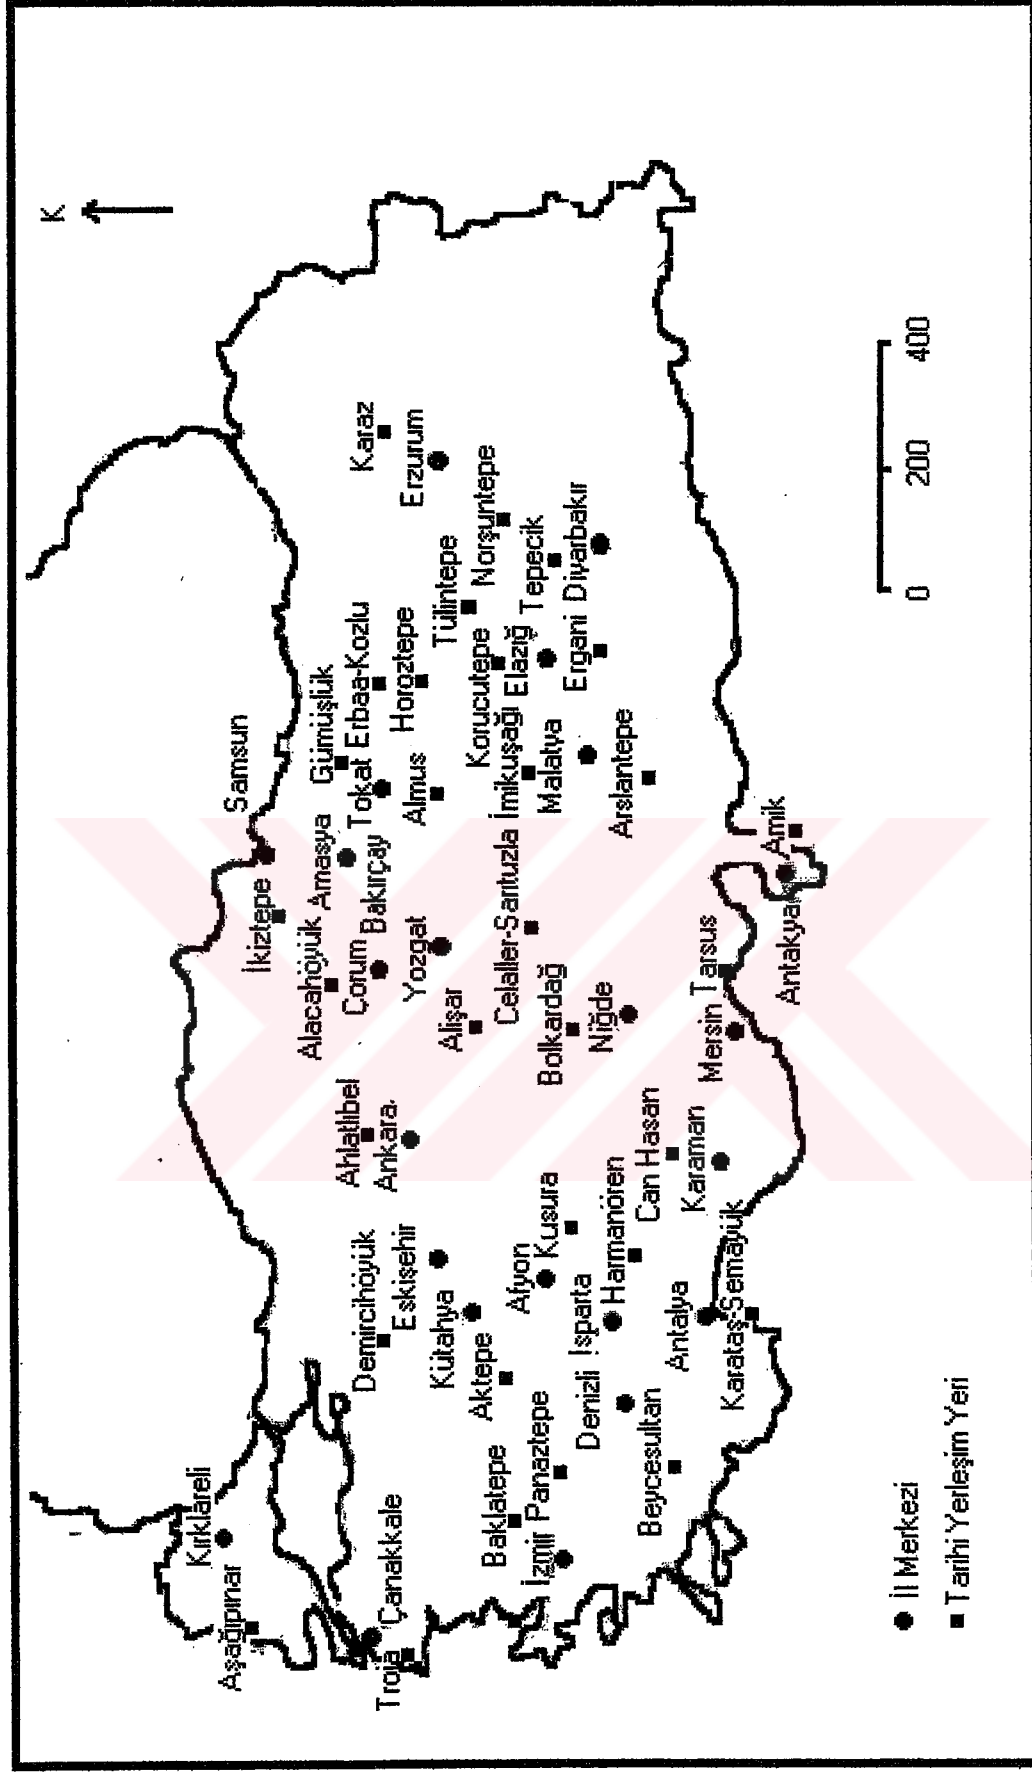 K
Samsun
Kırklareli
Aşağıpınar
İkiztepe
Amasya
Gümüşlük
Alacahöyük
Çorum
Bakırçay
Tokat
Erbaa-Kozlu
Karaz
Horoztepe
Erzurum
Ahlatlıbel
Ankara
Yozgat
Almus
Tülintepe
Norşuntepe
Demircihöyük
Eskişehir
Çanakkale
Troia
Kütahya
Alişar
Korucutepe
Tepecik
Aktepe
Celaller-Sarıtuzla
İmikuşağı
Elazığ
Baklatepe
Afyon
Kusura
Bolkardağ
Malatya
Ergani
Diyarbakır
İzmir
Panaztepe
Denizli
Isparta
Harmanören
Niğde
Arslantepe
Can Hasan
Beycesultan
Antalya
Karaman
Mersin
Tarsus
Karataş-Semayük
Antakya
Amik
0 200 400
İl Merkezi
Tarihi Yerleşim Yeri